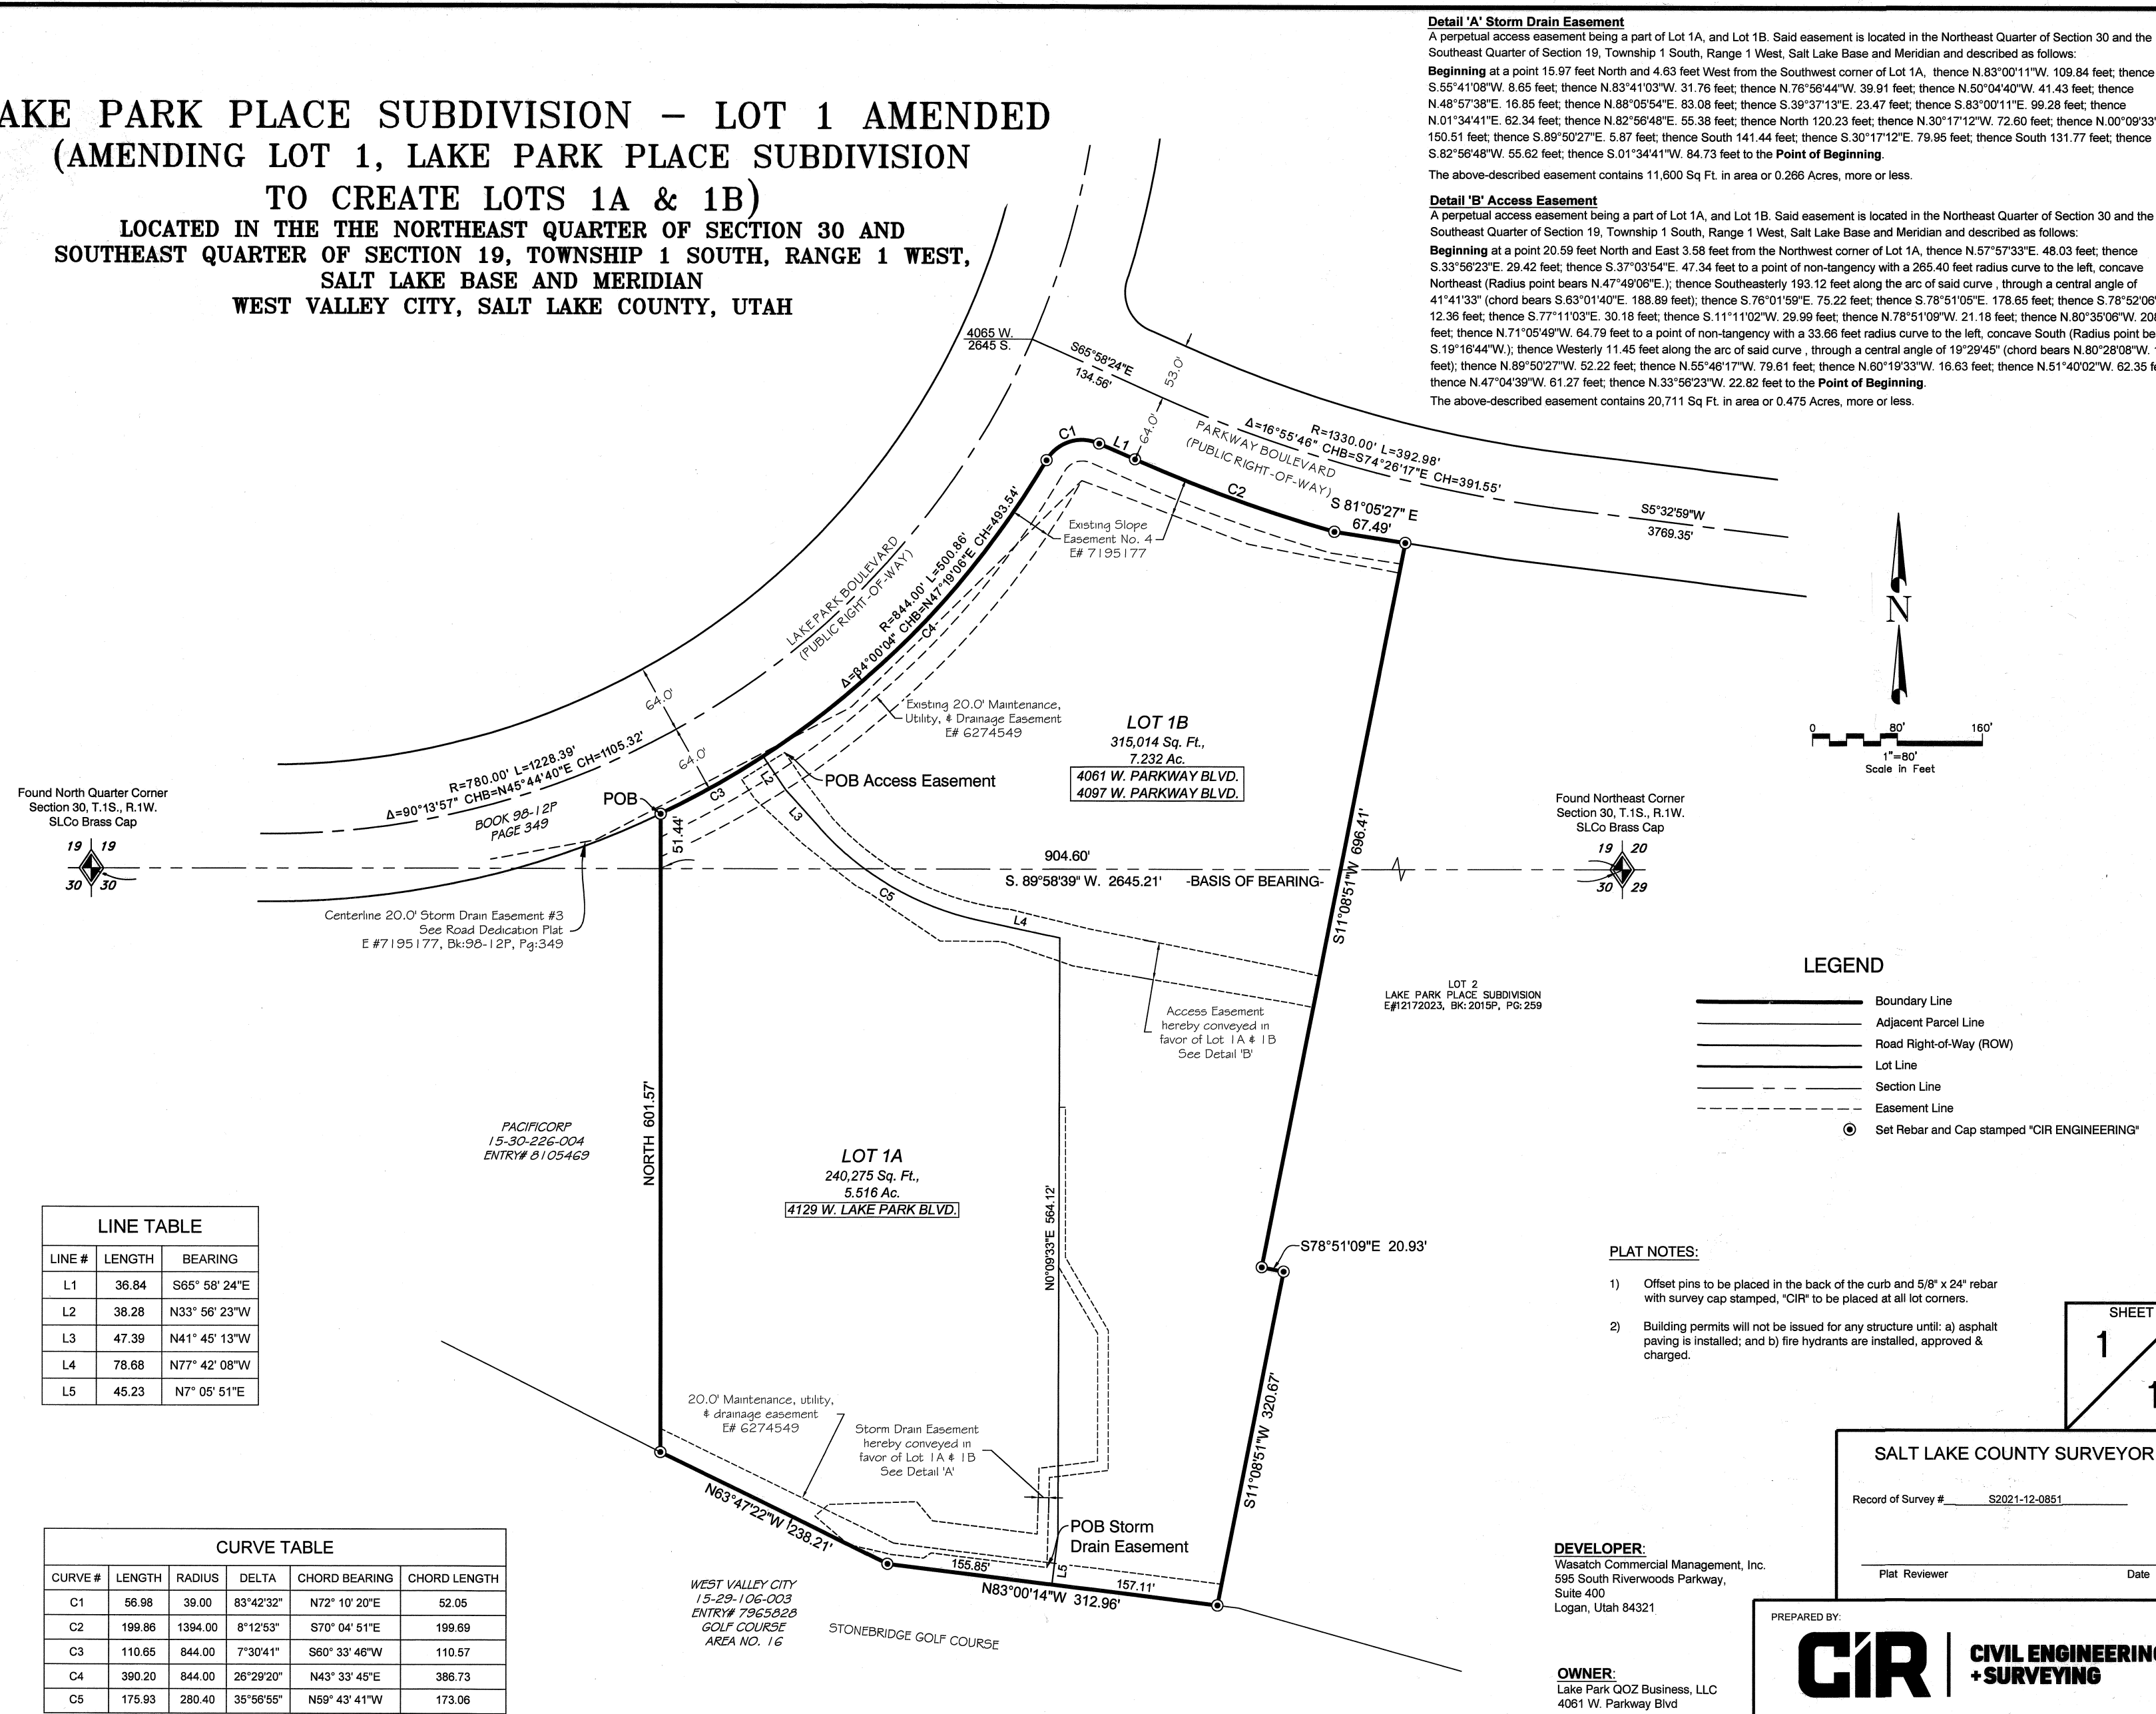 AKE PARK PLACE SUBDIVISION – LOT 1 AMENDED
(AMENDING LOT 1, LAKE PARK PLACE SUBDIVISION
TO CREATE LOTS 1A & 1B)
LOCATED IN THE THE NORTHEAST QUARTER OF SECTION 30 AND
SOUTHEAST QUARTER OF SECTION 19, TOWNSHIP 1 SOUTH, RANGE 1 WEST,
SALT LAKE BASE AND MERIDIAN
WEST VALLEY CITY, SALT LAKE COUNTY, UTAH
Detail 'A' Storm Drain Easement
A perpetual access easement being a part of Lot 1A, and Lot 1B. Said easement is located in the Northeast Quarter of Section 30 and the
Southeast Quarter of Section 19, Township 1 South, Range 1 West, Salt Lake Base and Meridian and described as follows:
Beginning at a point 15.97 feet North and 4.63 feet West from the Southwest corner of Lot 1A, thence N.83°00'11"W. 109.84 feet; thence
S.55°41'08"W. 8.65 feet; thence N.83°41'03"W. 31.76 feet; thence N.76°56'44"W. 39.91 feet; thence N.50°04'40"W. 41.43 feet; thence
N.48°57'38"E. 16.85 feet; thence N.88°05'54"E. 83.08 feet; thence S.39°37'13"E. 23.47 feet; thence S.83°00'11"E. 99.28 feet; thence
N.01°34'41"E. 62.34 feet; thence N.82°56'48"E. 55.38 feet; thence North 120.23 feet; thence N.30°17'12"W. 72.60 feet; thence N.00°09'33"
150.51 feet; thence S.89°50'27"E. 5.87 feet; thence South 141.44 feet; thence S.30°17'12"E. 79.95 feet; thence South 131.77 feet; thence
S.82°56'48"W. 55.62 feet; thence S.01°34'41"W. 84.73 feet to the Point of Beginning.
The above-described easement contains 11,600 Sq Ft. in area or 0.266 Acres, more or less.
Detail 'B' Access Easement
A perpetual access easement being a part of Lot 1A, and Lot 1B. Said easement is located in the Northeast Quarter of Section 30 and the
Southeast Quarter of Section 19, Township 1 South, Range 1 West, Salt Lake Base and Meridian and described as follows:
Beginning at a point 20.59 feet North and East 3.58 feet from the Northwest corner of Lot 1A, thence N.57°57'33"E. 48.03 feet; thence
S.33°56'23"E. 29.42 feet; thence S.37°03'54"E. 47.34 feet to a point of non-tangency with a 265.40 feet radius curve to the left, concave
Northeast (Radius point bears N.47°49'06"E.); thence Southeasterly 193.12 feet along the arc of said curve , through a central angle of
41°41'33" (chord bears S.63°01'40"E. 188.89 feet); thence S.76°01'59"E. 75.22 feet; thence S.78°51'05"E. 178.65 feet; thence S.78°52'06"
12.36 feet; thence S.77°11'03"E. 30.18 feet; thence S.11°11'02"W. 29.99 feet; thence N.78°51'09"W. 21.18 feet; thence N.80°35'06"W. 208
feet; thence N.71°05'49"W. 64.79 feet to a point of non-tangency with a 33.66 feet radius curve to the left, concave South (Radius point be
S.19°16'44"W.); thence Westerly 11.45 feet along the arc of said curve , through a central angle of 19°29'45" (chord bears N.80°28'08"W.
feet); thence N.89°50'27"W. 52.22 feet; thence N.55°46'17"W. 79.61 feet; thence N.60°19'33"W. 16.63 feet; thence N.51°40'02"W. 62.35 f
thence N.47°04'39"W. 61.27 feet; thence N.33°56'23"W. 22.82 feet to the Point of Beginning.
The above-described easement contains 20,711 Sq Ft. in area or 0.475 Acres, more or less.
4065 W.
2645 S.
S65°58'24"E
134.56'
53.0'
64.0'
C1
L1
R=1330.00' L=392.98'
Δ=16°55'46" CHB=S74°26'17"E CH=391.55'
PARKWAY BOULEVARD
(PUBLIC RIGHT-OF-WAY)
C2
S 81°05'27" E
67.49'
S5°32'59"W
3769.35'
Existing Slope
Easement No. 4
E# 7195177
LAKE PARK BOULEVARD
(PUBLIC RIGHT-OF-WAY)
R=844.00' L=500.86'
Δ=34°00'04" CHB=N47°19'06"E CH=493.54'
C4
N
0 80' 160'
1"=80'
Scale in Feet
64.0'
64.0'
Existing 20.0' Maintenance,
Utility, & Drainage Easement
E# 6274549
LOT 1B
315,014 Sq. Ft.,
7.232 Ac.
4061 W. PARKWAY BLVD.
4097 W. PARKWAY BLVD.
R=780.00' L=1228.39'
Δ=90°13'57" CHB=N45°44'40"E CH=1105.32'
BOOK 98-12P
PAGE 349
POB
C3
L2
POB Access Easement
L3
51.44'
Found North Quarter Corner
Section 30, T.1S., R.1W.
SLCo Brass Cap
19 19
30 30
Found Northeast Corner
Section 30, T.1S., R.1W.
SLCo Brass Cap
19 20
30 29
904.60'
S. 89°58'39" W. 2645.21' -BASIS OF BEARING-
S11°08'51"W 696.41'
C5
L4
Centerline 20.0' Storm Drain Easement #3
See Road Dedication Plat
E #7195177, Bk:98-12P, Pg:349
LOT 2
LAKE PARK PLACE SUBDIVISION
E#12172023, BK:2015P, PG:259
Access Easement
hereby conveyed in
favor of Lot 1A & 1B
See Detail 'B'
LEGEND
Boundary Line
Adjacent Parcel Line
Road Right-of-Way (ROW)
Lot Line
Section Line
Easement Line
Set Rebar and Cap stamped "CIR ENGINEERING"
NORTH 601.57'
PACIFICORP
15-30-226-004
ENTRY# 8105469
LOT 1A
240,275 Sq. Ft.,
5.516 Ac.
4129 W. LAKE PARK BLVD.
N0°09'33"E 564.12'
S78°51'09"E 20.93'
LINE TABLE
LINE # LENGTH BEARING
L1 36.84 S65° 58' 24"E
L2 38.28 N33° 56' 23"W
L3 47.39 N41° 45' 13"W
L4 78.68 N77° 42' 08"W
L5 45.23 N7° 05' 51"E
PLAT NOTES:
1) Offset pins to be placed in the back of the curb and 5/8" x 24" rebar
with survey cap stamped, "CIR" to be placed at all lot corners.
2) Building permits will not be issued for any structure until: a) asphalt
paving is installed; and b) fire hydrants are installed, approved &
charged.
SHEET
1
20.0' Maintenance, utility,
& drainage easement
E# 6274549
Storm Drain Easement
hereby conveyed in
favor of Lot 1A & 1B
See Detail 'A'
S11°08'51"W 320.67'
N63°47'22"W 238.21'
POB Storm
Drain Easement
155.85'
L5
157.11'
N83°00'14"W 312.96'
WEST VALLEY CITY
15-29-106-003
ENTRY# 7965828
GOLF COURSE
AREA NO. 16
STONEBRIDGE GOLF COURSE
CURVE TABLE
CURVE # LENGTH RADIUS DELTA CHORD BEARING CHORD LENGTH
C1 56.98 39.00 83°42'32" N72° 10' 20"E 52.05
C2 199.86 1394.00 8°12'53" S70° 04' 51"E 199.69
C3 110.65 844.00 7°30'41" S60° 33' 46"W 110.57
C4 390.20 844.00 26°29'20" N43° 33' 45"E 386.73
C5 175.93 280.40 35°56'55" N59° 43' 41"W 173.06
SALT LAKE COUNTY SURVEYOR
Record of Survey # S2021-12-0851
Plat Reviewer Date
DEVELOPER:
Wasatch Commercial Management, Inc.
595 South Riverwoods Parkway,
Suite 400
Logan, Utah 84321
OWNER:
Lake Park QOZ Business, LLC
4061 W. Parkway Blvd
PREPARED BY:
CIR
CIVIL ENGINEERING
+SURVEYING